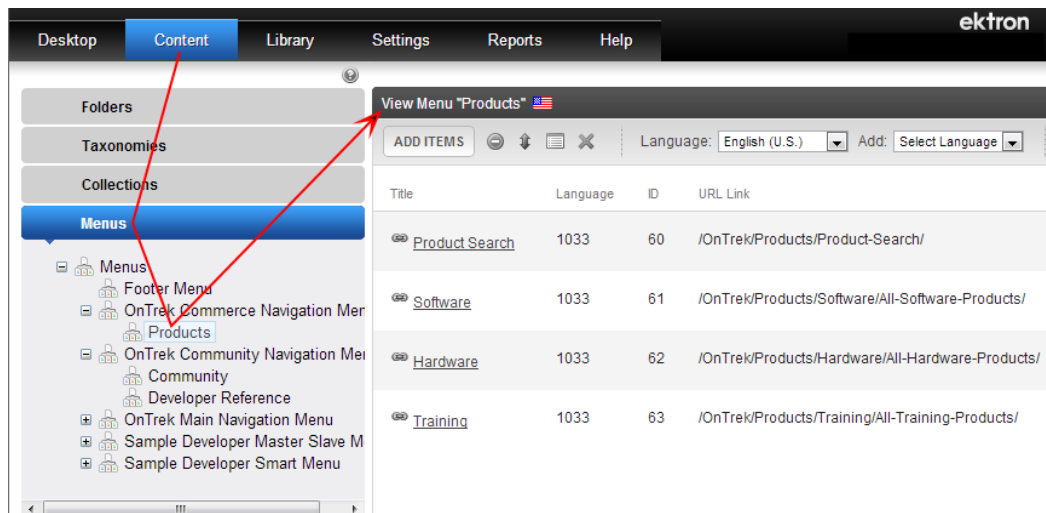 ektron
Desktop Content Library Settings Reports Help
Folders
Taxonomies
Collections
Menus
Menus
Footer Menu
OnTrek Commerce Navigation Men
Products
OnTrek Community Navigation Me
Community
Developer Reference
OnTrek Main Navigation Menu
Sample Developer Master Slave M
Sample Developer Smart Menu
View Menu "Products"
ADD ITEMS Language: English (U.S.) Add: Select Language
Title Language ID URL Link
Product Search 1033 60 /OnTrek/Products/Product-Search/
Software 1033 61 /OnTrek/Products/Software/All-Software-Products/
Hardware 1033 62 /OnTrek/Products/Hardware/All-Hardware-Products/
Training 1033 63 /OnTrek/Products/Training/All-Training-Products/